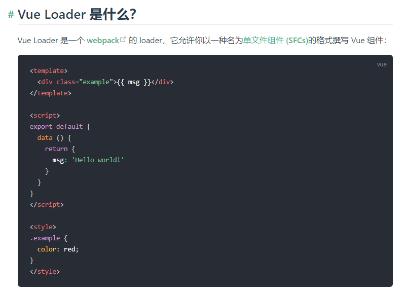 # Vue Loader 是什么?
Vue Loader 是一个 webpack 的 loader，它允许你以一种名为单文件组件 (SFCs)的格式撰写 Vue 组件：
vue
<template>
  <div class="example">{{ msg }}</div>
</template>

<script>
export default {
  data () {
    return {
      msg: 'Hello world!'
    }
  }
}
</script>

<style>
.example {
  color: red;
}
</style>